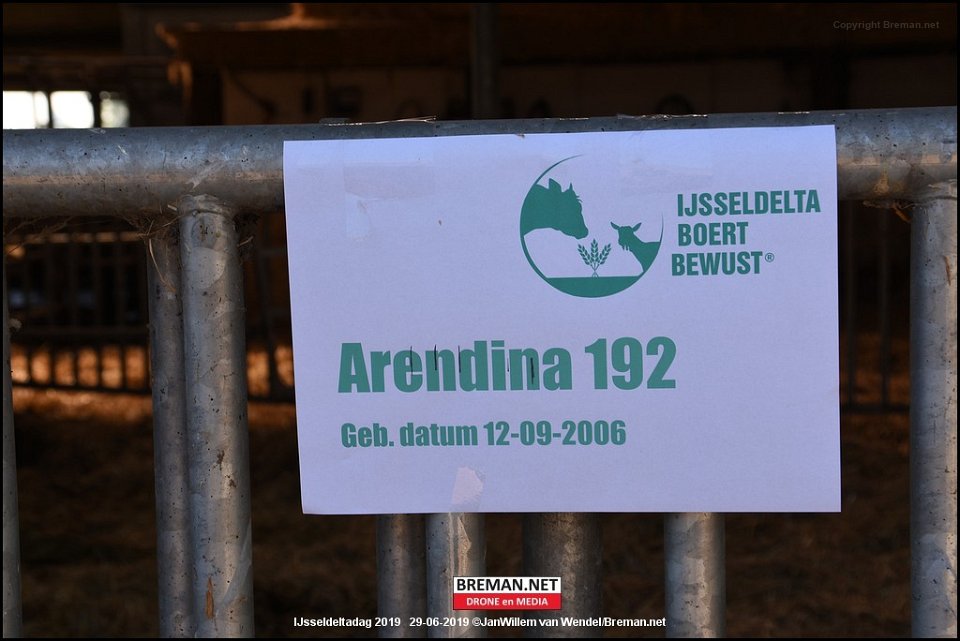 Copyright Breman.net
IJSSELDELTA
BOERT
BEWUST®
Arendina 192
Geb. datum 12-09-2006
BREMAN.NET
DRONE en MEDIA
IJsseldeltadag 2019 29-06-2019 ©JanWillem van Wendel/Breman.net